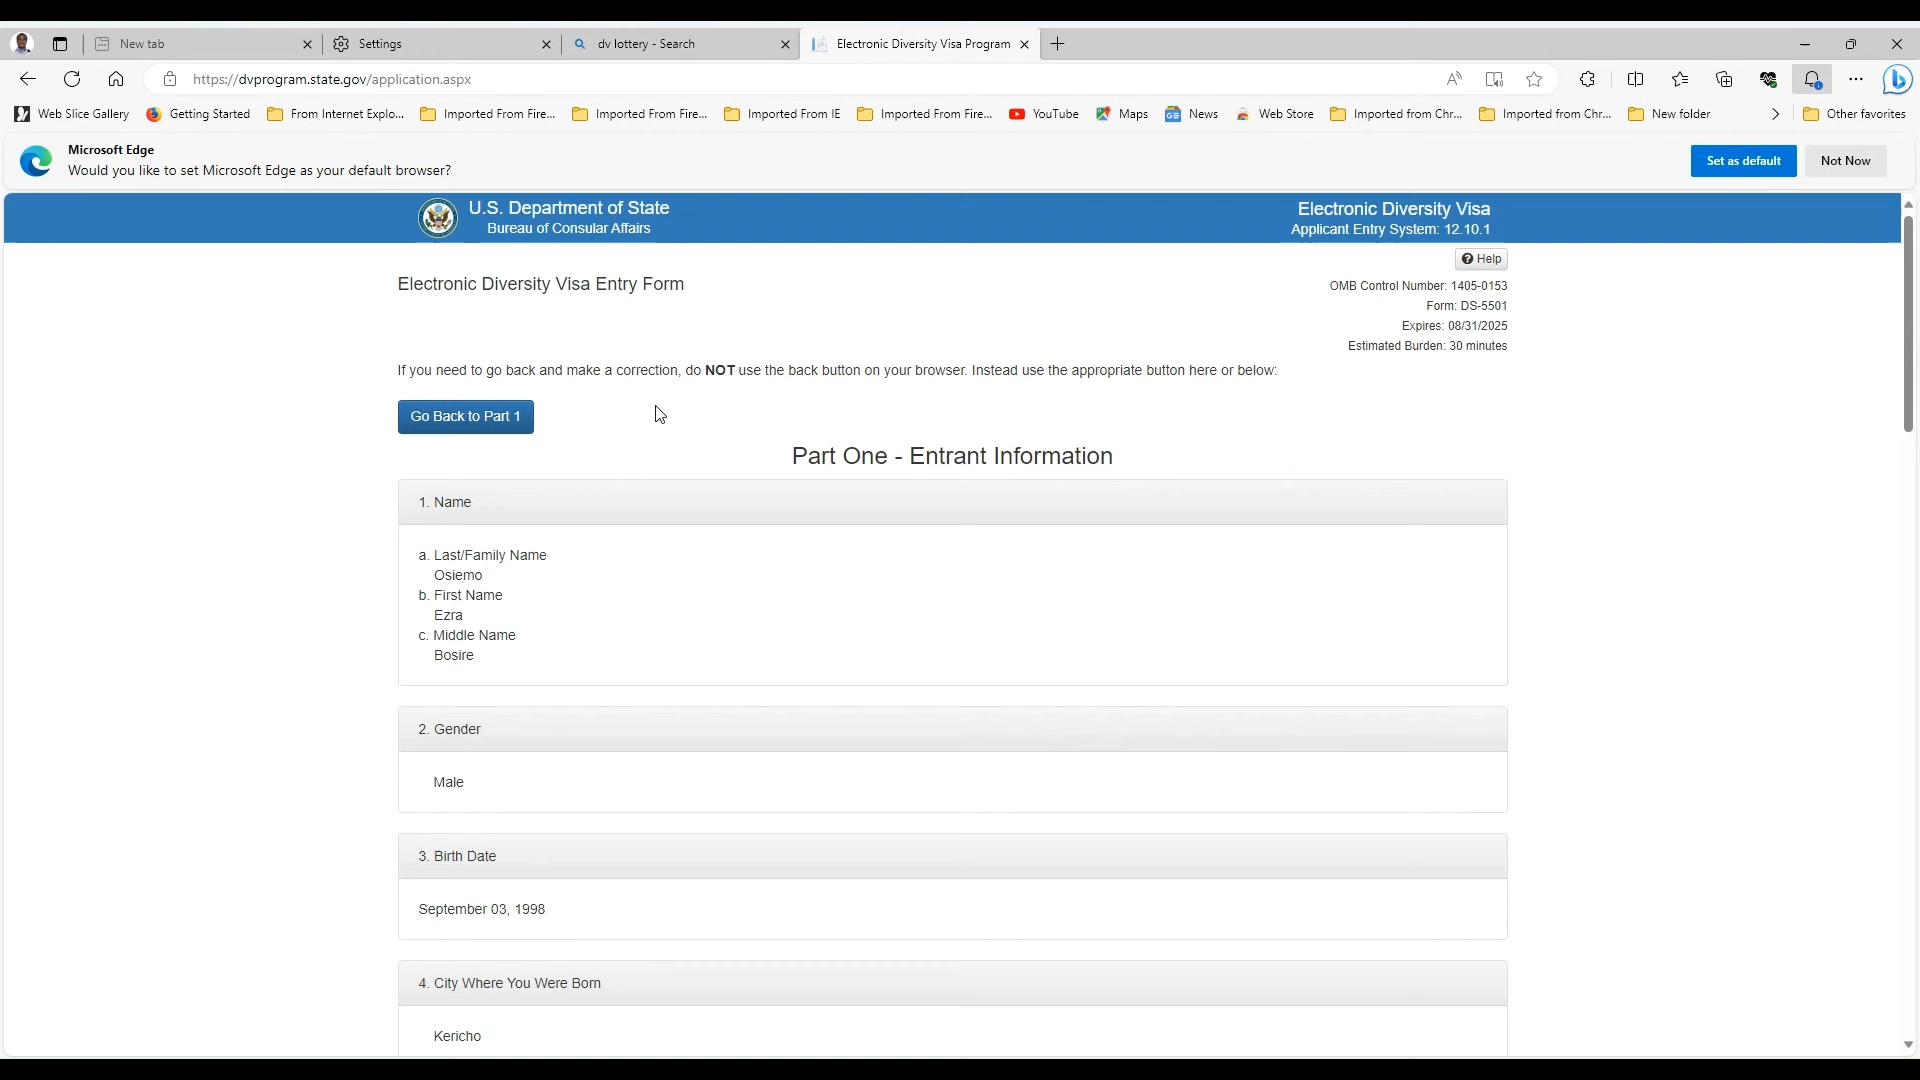 New tab
Settings
dv lottery - Search
Electronic Diversity Visa Program
https://dvprogram.state.gov/application.aspx
Web Slice Gallery
Getting Started
From Internet Explo...
Imported From Fire...
Imported From Fire...
Imported From IE
Imported From Fire...
YouTube
Maps
News
Web Store
Imported from Chr...
Imported from Chr...
New folder
Other favorites
Microsoft Edge
Would you like to set Microsoft Edge as your default browser?
Set as default
Not Now
U.S. Department of State
Bureau of Consular Affairs
Electronic Diversity Visa
Applicant Entry System: 12.10.1
Help
Electronic Diversity Visa Entry Form
OMB Control Number: 1405-0153
Form: DS-5501
Expires: 08/31/2025
Estimated Burden: 30 minutes
If you need to go back and make a correction, do NOT use the back button on your browser. Instead use the appropriate button here or below:
Go Back to Part 1
Part One - Entrant Information
1. Name
a. Last/Family Name
Osiemo
b. First Name
Ezra
c. Middle Name
Bosire
2. Gender
Male
3. Birth Date
September 03, 1998
4. City Where You Were Born
Kericho